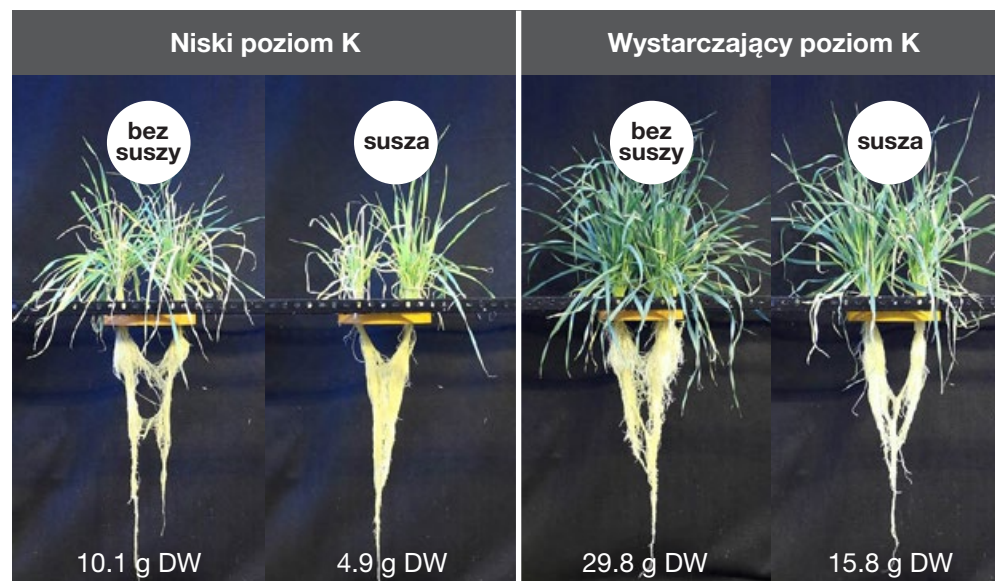 Niski poziom K
Wystarczający poziom K
bez
suszy
susza
bez
suszy
susza
10.1 g DW
4.9 g DW
29.8 g DW
15.8 g DW